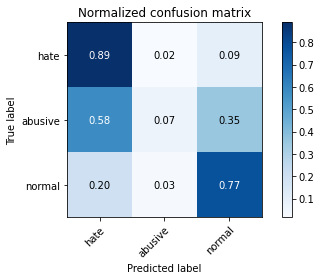 Normalized confusion matrix
hate 0.89 0.02 0.09
abusive 0.58 0.07 0.35
normal 0.20 0.03 0.77
hate abusive normal
True label
Predicted label
0.8
0.7
0.6
0.5
0.4
0.3
0.2
0.1